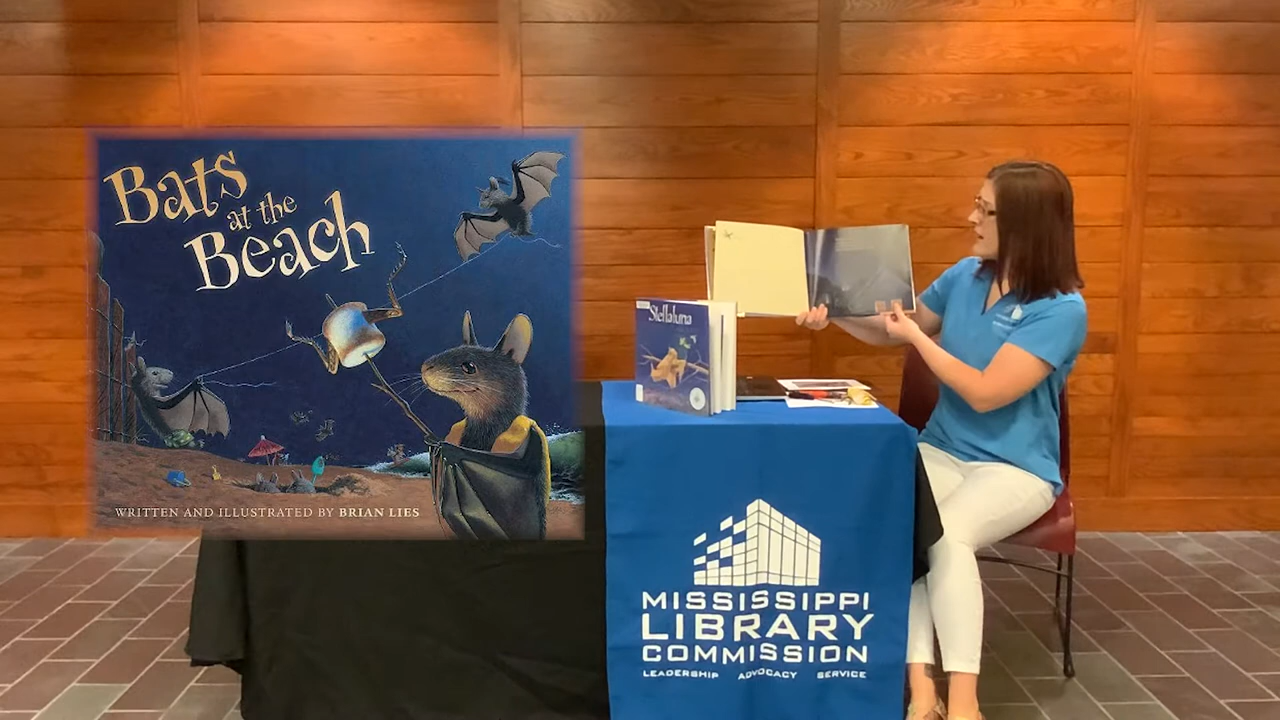 Bats
at the
Beach
WRITTEN AND ILLUSTRATED BY BRIAN LIES
Stellaluna
MISSISSIPPI
LIBRARY
COMMISSION
LEADERSHIP ADVOCACY SERVICE